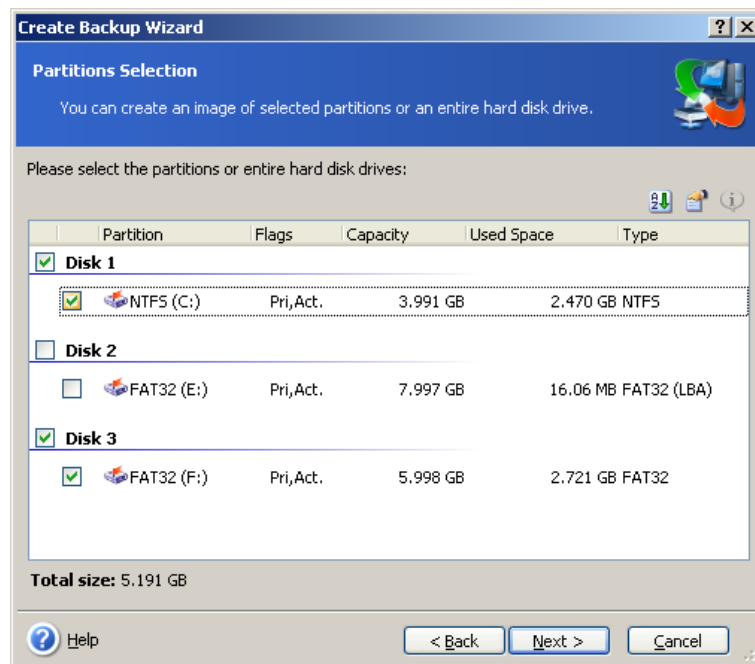 Create Backup Wizard
Partitions Selection
You can create an image of selected partitions or an entire hard disk drive.
Please select the partitions or entire hard disk drives:
Partition Flags Capacity Used Space Type
Disk 1
NTFS (C:) Pri,Act. 3.991 GB 2.470 GB NTFS
Disk 2
FAT32 (E:) Pri,Act. 7.997 GB 16.06 MB FAT32 (LBA)
Disk 3
FAT32 (F:) Pri,Act. 5.998 GB 2.721 GB FAT32
Total size: 5.191 GB
Help < Back Next > Cancel